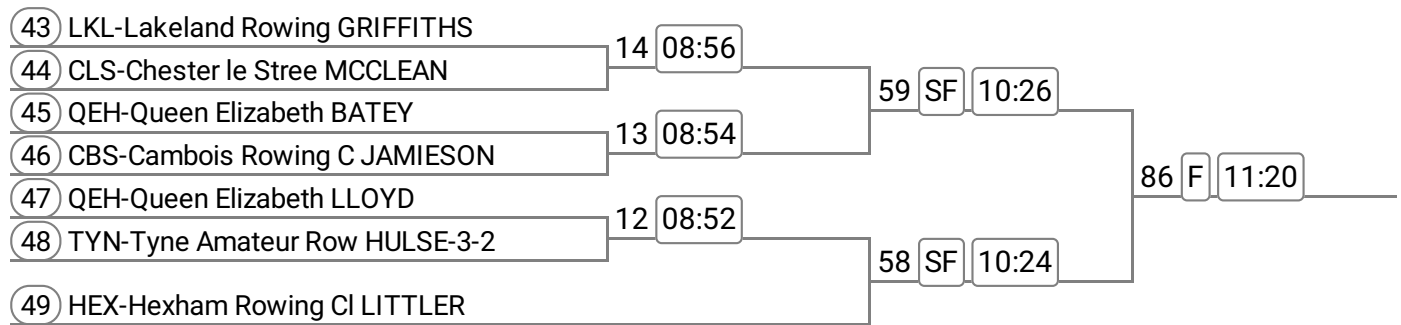 43 LKL-Lakeland Rowing GRIFFITHS
14 08:56
44 CLS-Chester le Stree MCCLEAN
59 SF 10:26
45 QEH-Queen Elizabeth BATEY
13 08:54
46 CBS-Cambois Rowing C JAMIESON
86 F 11:20
47 QEH-Queen Elizabeth LLOYD
12 08:52
48 TYN-Tyne Amateur Row HULSE-3-2
58 SF 10:24
49 HEX-Hexham Rowing Cl LITTLER